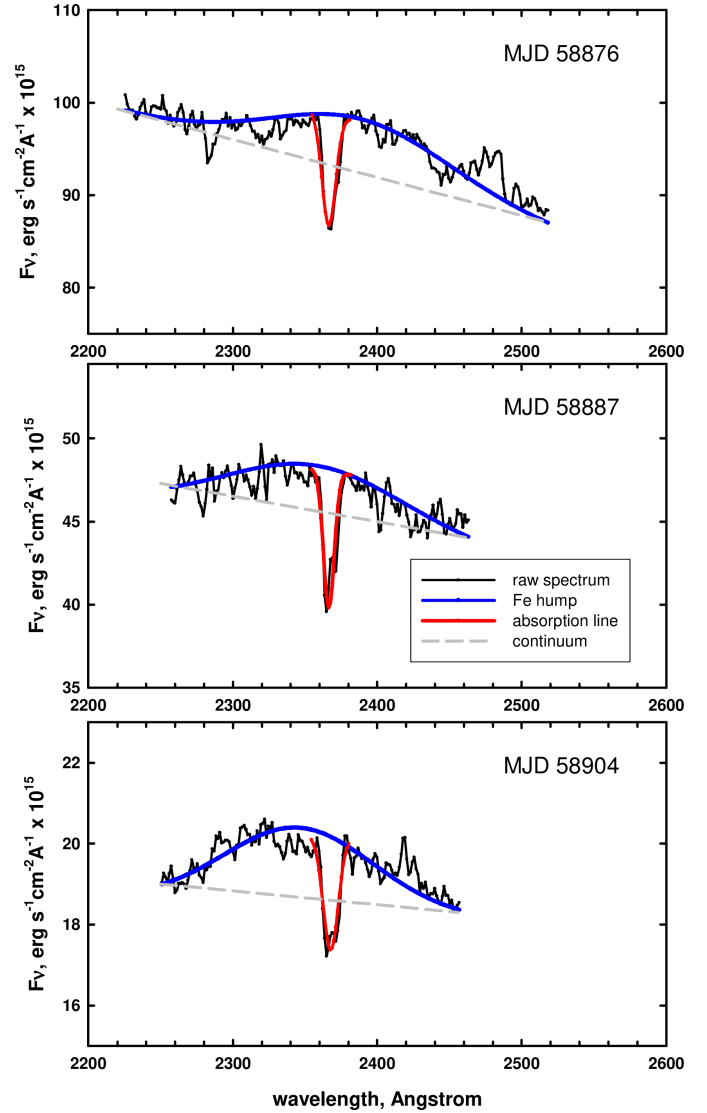 110
MJD 58876
100
90
80
Fν, erg s⁻¹cm⁻²A⁻¹ x 10¹⁵
2200 2300 2400 2500 2600
MJD 58887
50
45
40
35
Fν, erg s⁻¹cm⁻²A⁻¹ x 10¹⁵
raw spectrum
Fe hump
absorption line
continuum
2200 2300 2400 2500 2600
MJD 58904
22
20
18
16
Fν, erg s⁻¹cm⁻²A⁻¹ x 10¹⁵
2200 2300 2400 2500 2600
wavelength, Angstrom